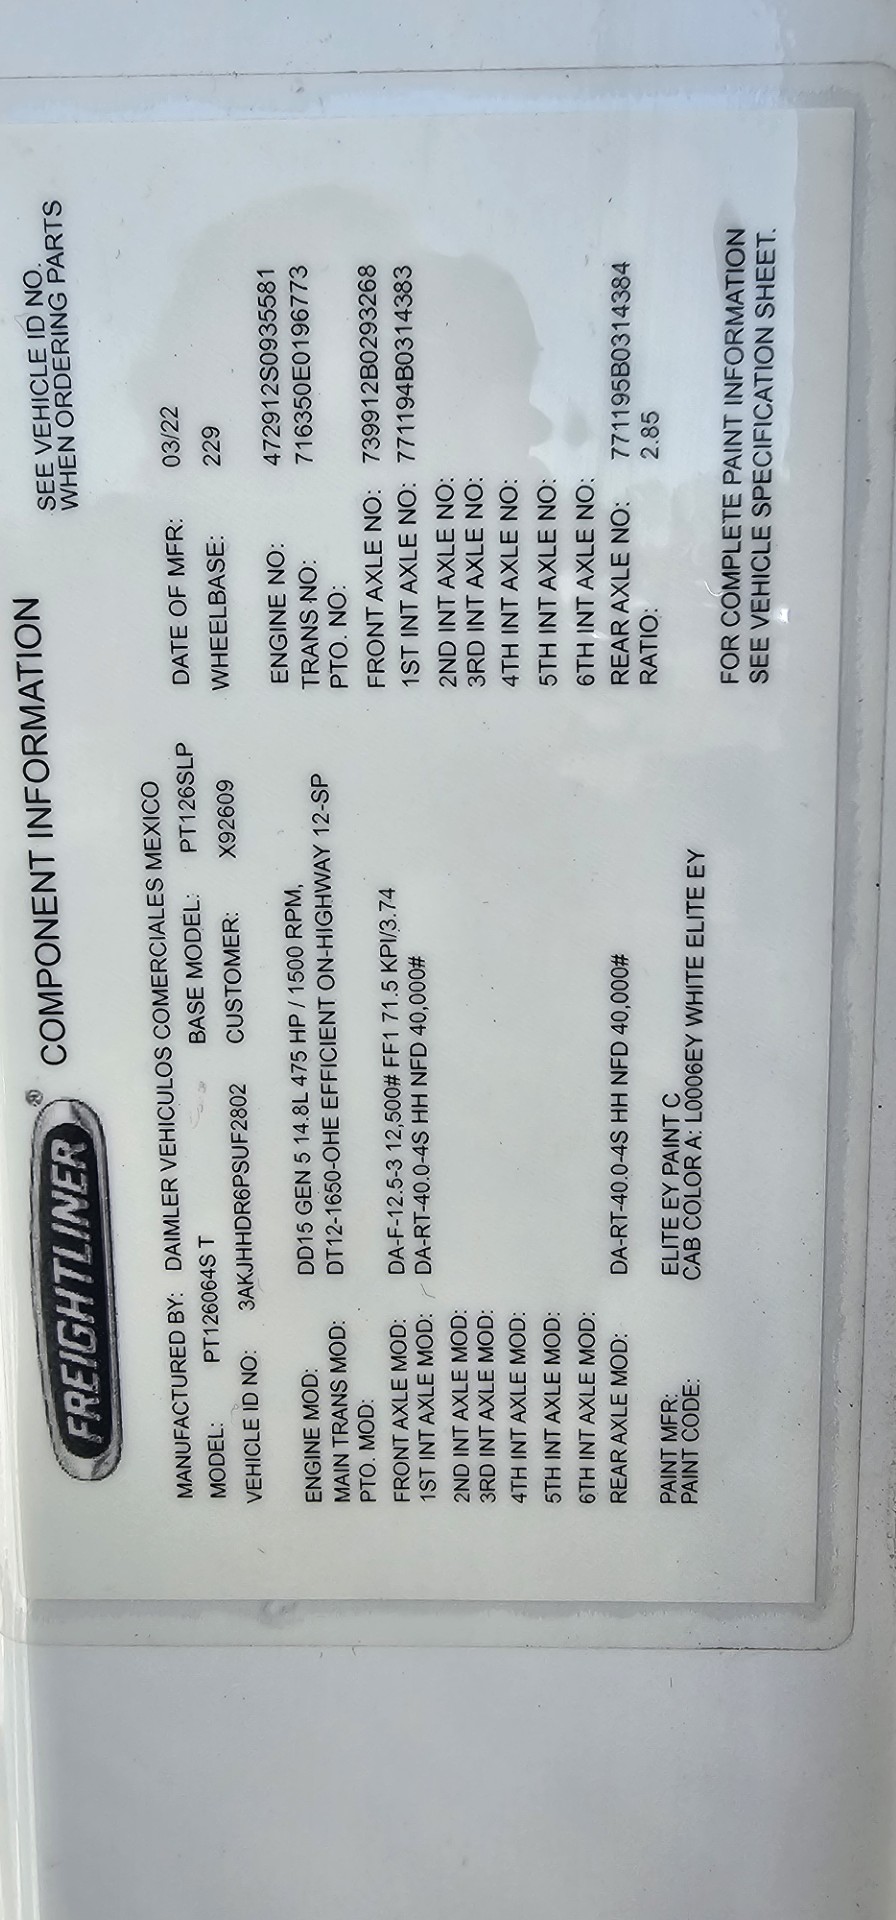 FREIGHTLINER® COMPONENT INFORMATION
SEE VEHICLE ID NO.
WHEN ORDERING PARTS
MANUFACTURED BY: DAIMLER VEHICULOS COMERCIALES MEXICO DATE OF MFR: 03/22
MODEL: PT126064S T BASE MODEL: PT126SLP WHEELBASE: 229
VEHICLE ID NO: 3AKJHHDR6PSUF2802 CUSTOMER: X92609
ENGINE MOD: DD15 GEN 5 14.8L 475 HP / 1500 RPM, ENGINE NO: 472912S0935581
MAIN TRANS MOD: DT12-1650-OHE EFFICIENT ON-HIGHWAY 12-SP TRANS NO: 716350E0196773
PTO. MOD: PTO. NO:
FRONT AXLE MOD: DA-F-12.5-3 12,500# FF1 71.5 KPI/3.74 FRONT AXLE NO: 739912B0293268
1ST INT AXLE MOD: DA-RT-40.0-4S HH NFD 40,000# 1ST INT AXLE NO: 771194B0314383
2ND INT AXLE MOD: 2ND INT AXLE NO:
3RD INT AXLE MOD: 3RD INT AXLE NO:
4TH INT AXLE MOD: 4TH INT AXLE NO:
5TH INT AXLE MOD: 5TH INT AXLE NO:
6TH INT AXLE MOD: 6TH INT AXLE NO:
REAR AXLE MOD: DA-RT-40.0-4S HH NFD 40,000# REAR AXLE NO: 771195B0314384
RATIO: 2.85
PAINT MFR: ELITE EY PAINT C
PAINT CODE: CAB COLOR A: L0006EY WHITE ELITE EY
FOR COMPLETE PAINT INFORMATION
SEE VEHICLE SPECIFICATION SHEET.